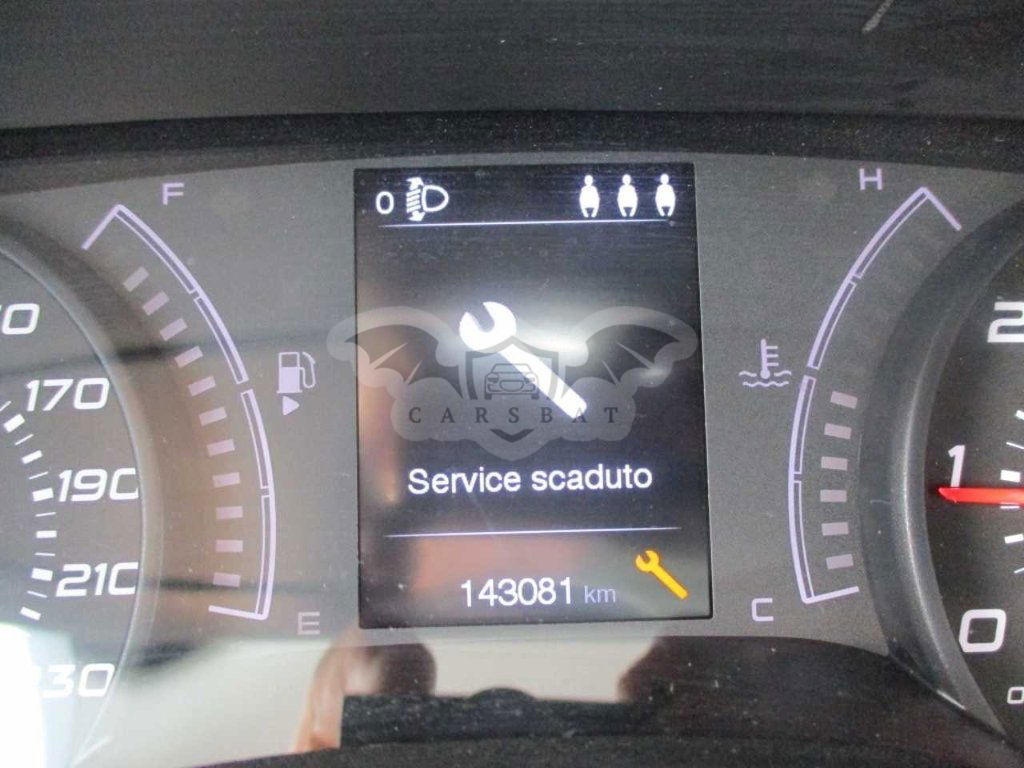 F
H
0
170
190
210
E
CARSBAT
Service scaduto
143081 km
C
1
0